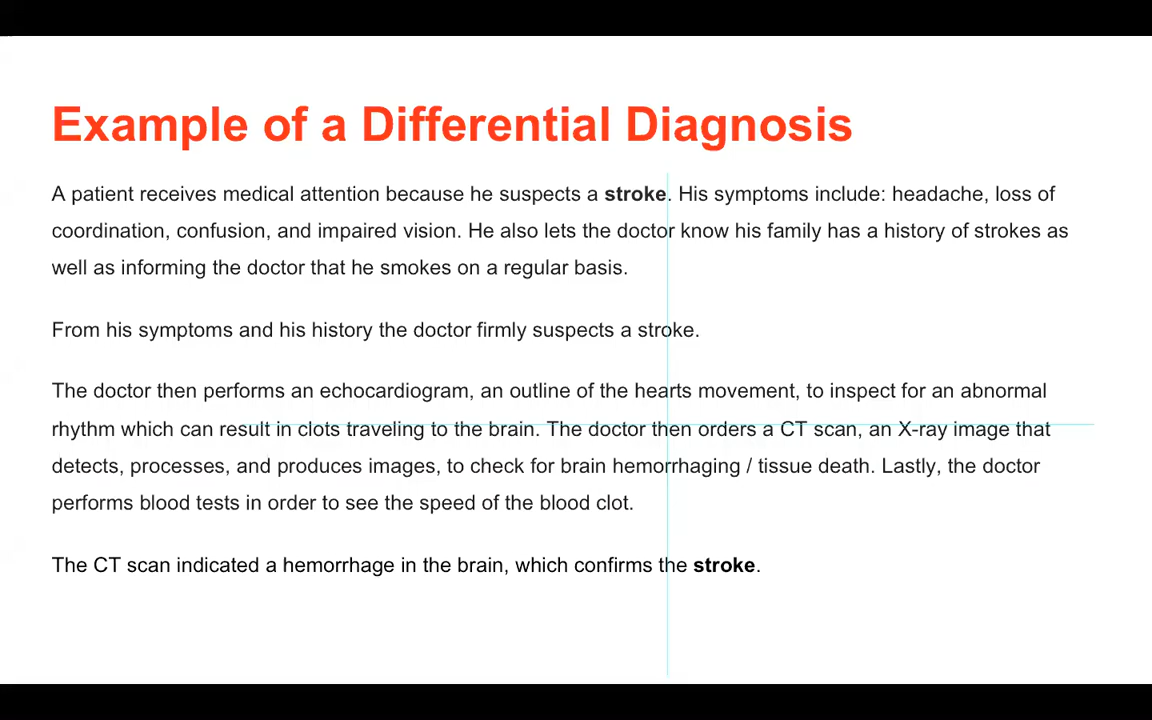 Example of a Differential Diagnosis
A patient receives medical attention because he suspects a stroke. His symptoms include: headache, loss of
coordination, confusion, and impaired vision. He also lets the doctor know his family has a history of strokes as
well as informing the doctor that he smokes on a regular basis.
From his symptoms and his history the doctor firmly suspects a stroke.
The doctor then performs an echocardiogram, an outline of the hearts movement, to inspect for an abnormal
rhythm which can result in clots traveling to the brain. The doctor then orders a CT scan, an X-ray image that
detects, processes, and produces images, to check for brain hemorrhaging / tissue death. Lastly, the doctor
performs blood tests in order to see the speed of the blood clot.
The CT scan indicated a hemorrhage in the brain, which confirms the stroke.